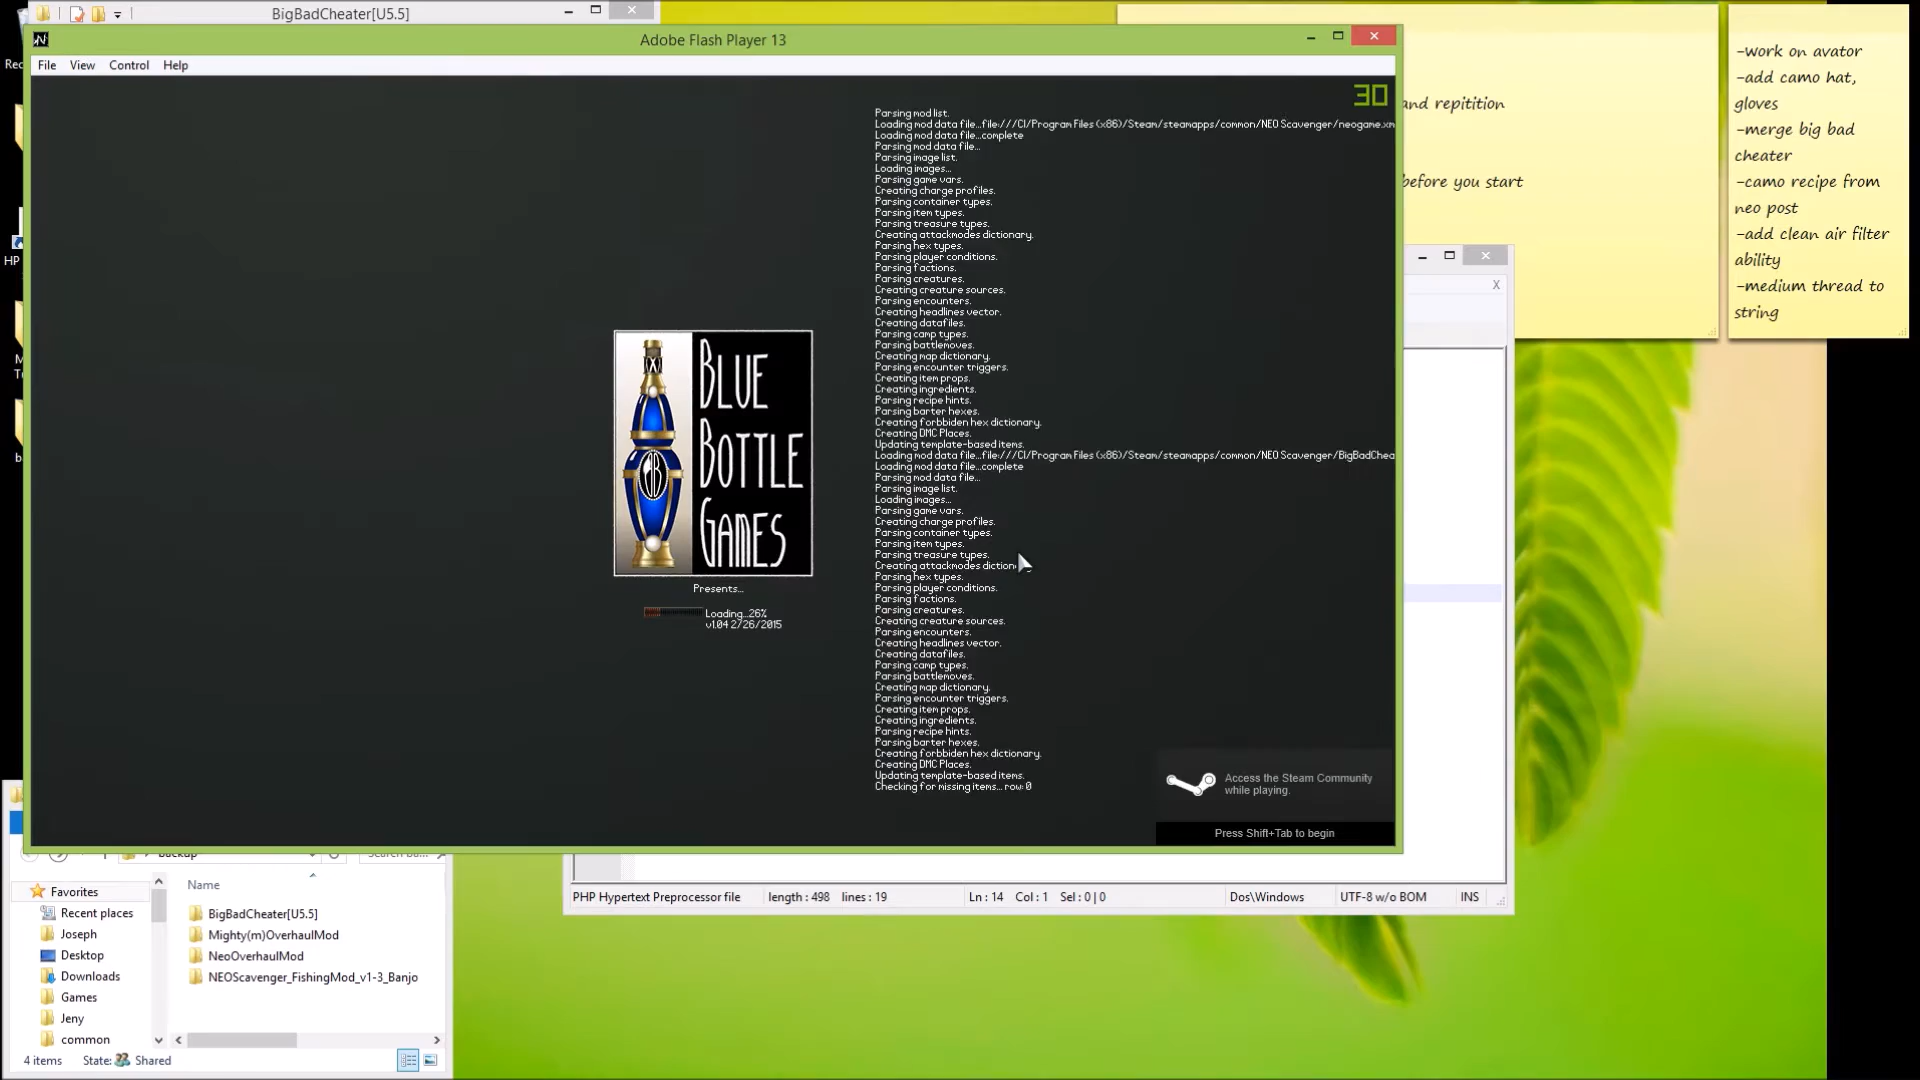 BigBadCheater[U5.5]
Adobe Flash Player 13
File View Control Help
30
Parsing mod list.
Loading mod data file...file:///C|/Program Files (x86)/Steam/steamapps/common/NEO Scavenger/neogame.xm
Loading mod data file...complete
Parsing mod data file...
Parsing image list.
Loading images...
Parsing game vars.
Creating charge profiles.
Parsing container types.
Parsing item types.
Parsing treasure types.
Creating attackmodes dictionary.
Parsing hex types.
Parsing player conditions.
Parsing factions.
Parsing creatures.
Creating creature sources.
Parsing encounters.
Creating headlines vector.
Creating datafiles.
Parsing camp types.
Parsing battlemoves.
Creating map dictionary.
Parsing encounter triggers.
Creating item props.
Creating ingredients.
Parsing recipe hints.
Parsing barter hexes.
Creating forbbiden hex dictionary.
Creating DMC Places.
Updating template-based items.
Loading mod data file...file:///C|/Program Files (x86)/Steam/steamapps/common/NEO Scavenger/BigBadChea
Loading mod data file...complete
Parsing mod data file...
Parsing image list.
Loading images...
Parsing game vars.
Creating charge profiles.
Parsing container types.
Parsing item types.
Parsing treasure types.
Creating attackmodes diction
Parsing hex types.
Parsing player conditions.
Parsing factions.
Parsing creatures.
Creating creature sources.
Parsing encounters.
Creating headlines vector.
Creating datafiles.
Parsing camp types.
Parsing battlemoves.
Creating map dictionary.
Parsing encounter triggers.
Creating item props.
Creating ingredients.
Parsing recipe hints.
Parsing barter hexes.
Creating forbbiden hex dictionary.
Creating DMC Places.
Updating template-based items.
Checking for missing items... row: 0
BLUE
BOTTLE
GAMES
Presents...
Loading...26%
v1.04 2/26/2015
Access the Steam Community
while playing.
Press Shift+Tab to begin
and repitition
before you start
-work on avator
-add camo hat,
gloves
-merge big bad
cheater
-camo recipe from
neo post
-add clean air filter
ability
-medium thread to
string
Rec
HP
PHP Hypertext Preprocessor file length : 498 lines : 19 Ln : 14 Col : 1 Sel : 0 | 0 Dos\Windows UTF-8 w/o BOM INS
backup Search ba...
Favorites
Recent places
Joseph
Desktop
Downloads
Games
Jeny
common
Name
BigBadCheater[U5.5]
Mighty(m)OverhaulMod
NeoOverhaulMod
NEOScavenger_FishingMod_v1-3_Banjo
4 items State: Shared